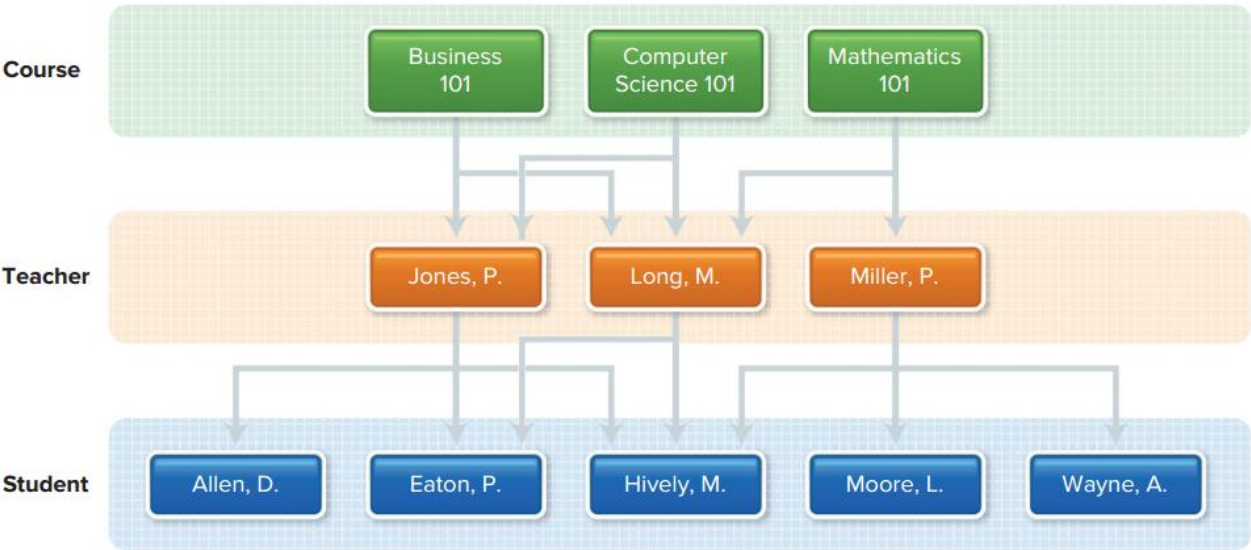 Course
Business
101
Computer
Science 101
Mathematics
101
Teacher
Jones, P.
Long, M.
Miller, P.
Student
Allen, D.
Eaton, P.
Hively, M.
Moore, L.
Wayne, A.